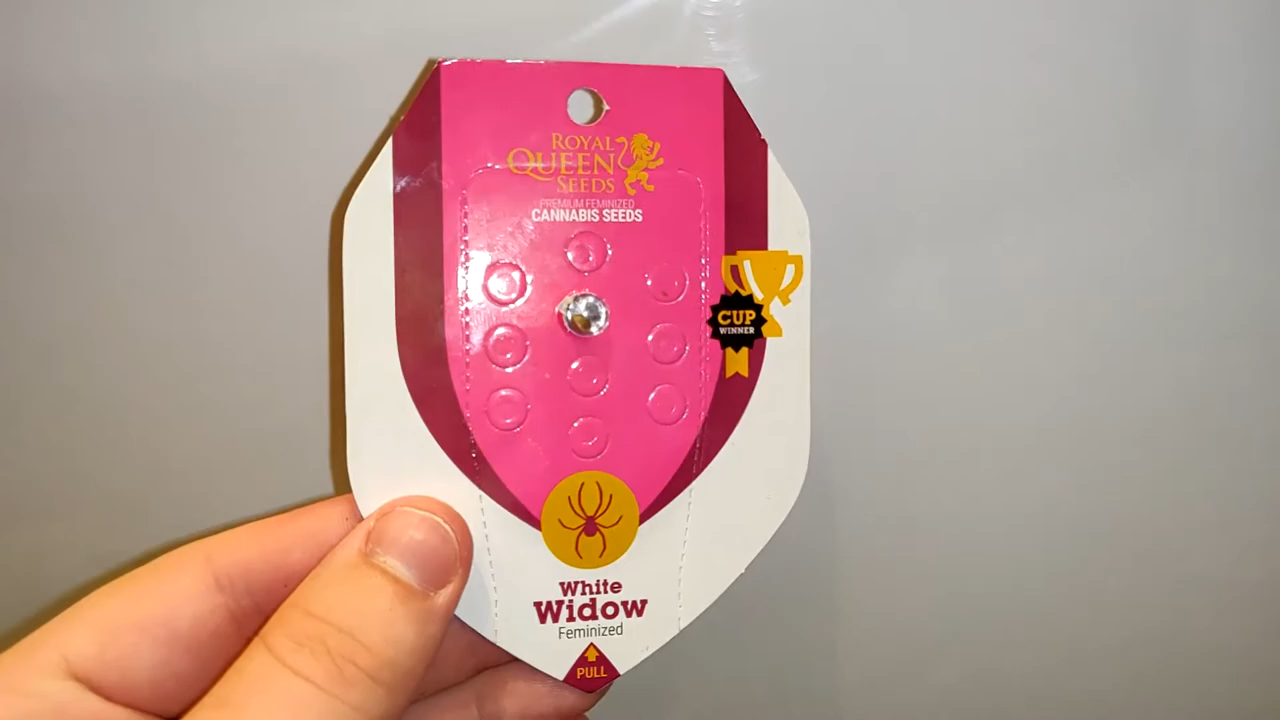 ROYAL
QUEEN
SEEDS
PREMIUM FEMINIZED
CANNABIS SEEDS
CUP
WINNER
White
Widow
Feminized
PULL